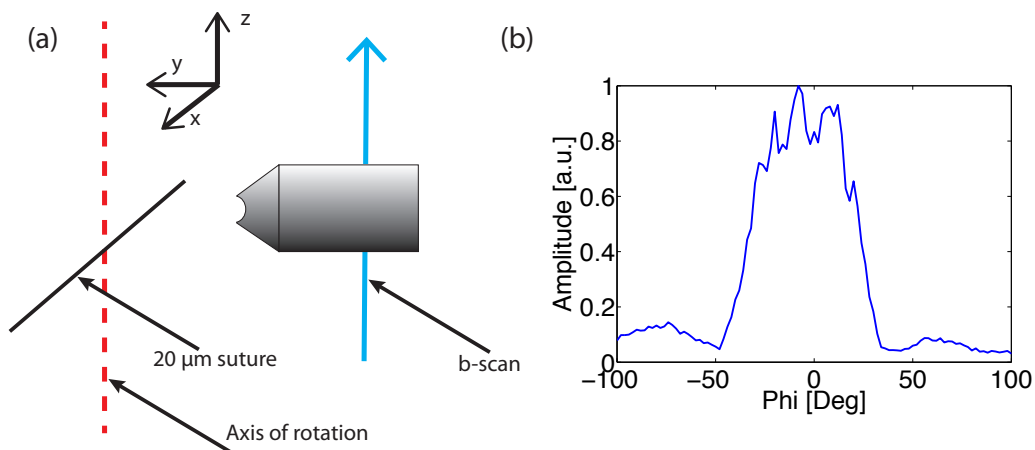 (a)
z
y
x
20 µm suture
b-scan
Axis of rotation
(b)
Amplitude [a.u.]
1
0.8
0.6
0.4
0.2
0
−100
−50
0
50
100
Phi [Deg]